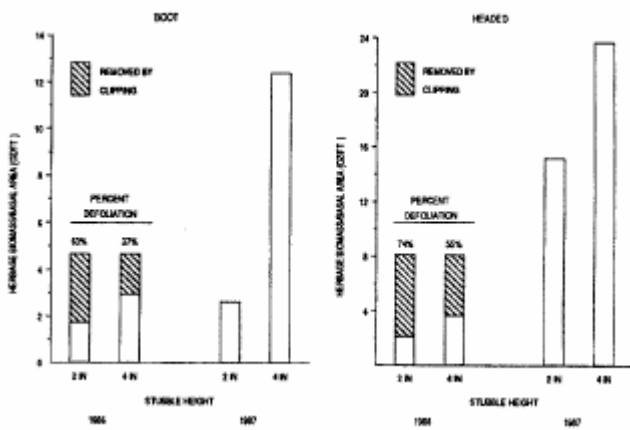 BOOT
14
12
10
8
6
4
2
0
HERBAGE BIOMASS/BASAL AREA
REMOVED BY
CLIPPING
PERCENT
DEFOLIATION
63% 37%
2 IN 4 IN 2 IN 4 IN
STUBBLE HEIGHT
1986 1987
HEADED
24
20
16
12
8
4
HERBAGE BIOMASS/BASAL AREA
REMOVED BY
CLIPPING
PERCENT
DEFOLIATION
74% 55%
2 IN 4 IN 2 IN 4 IN
STUBBLE HEIGHT
1986 1987